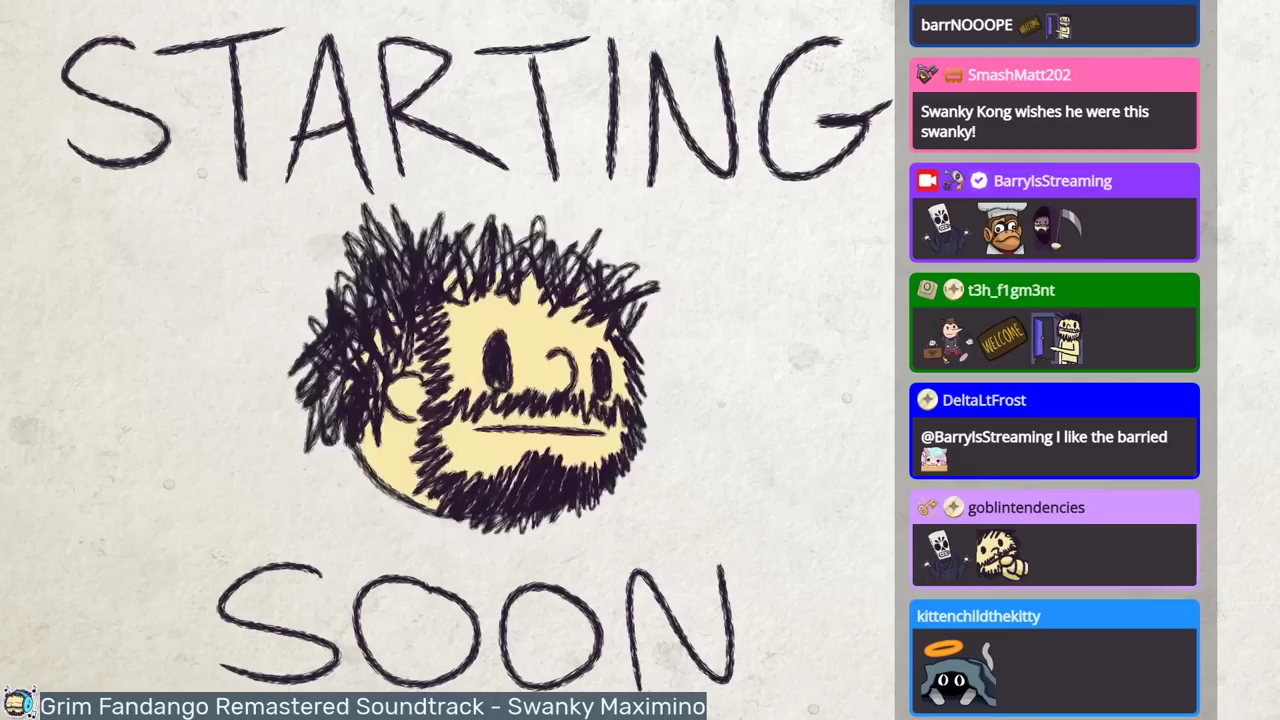 STARTING
SOON
Grim Fandango Remastered Soundtrack - Swanky Maximino
barrNOOOPE WELCOME
SmashMatt202
Swanky Kong wishes he were this
swanky!
BarryIsStreaming
t3h_f1gm3nt
WELCOME
DeltaLtFrost
@BarryIsStreaming I like the barried
goblintendencies
kittenchildthekitty